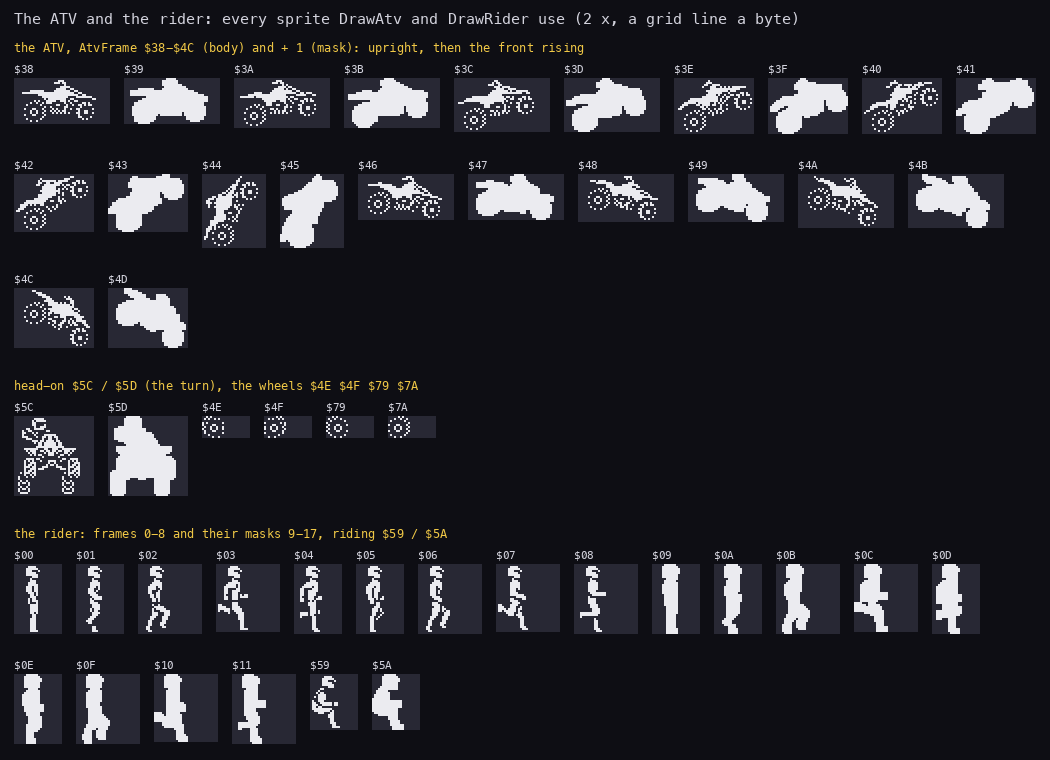 The ATV and the rider: every sprite DrawAtv and DrawRider use (2 x, a grid line a byte)
the ATV, AtvFrame $38-$4C (body) and + 1 (mask): upright, then the front rising
$38 $39 $3A $3B $3C $3D $3E $3F $40 $41
$42 $43 $44 $45 $46 $47 $48 $49 $4A $4B
$4C $4D
head-on $5C / $5D (the turn), the wheels $4E $4F $79 $7A
$5C $5D $4E $4F $79 $7A
the rider: frames 0-8 and their masks 9-17, riding $59 / $5A
$00 $01 $02 $03 $04 $05 $06 $07 $08 $09 $0A $0B $0C $0D
$0E $0F $10 $11 $59 $5A